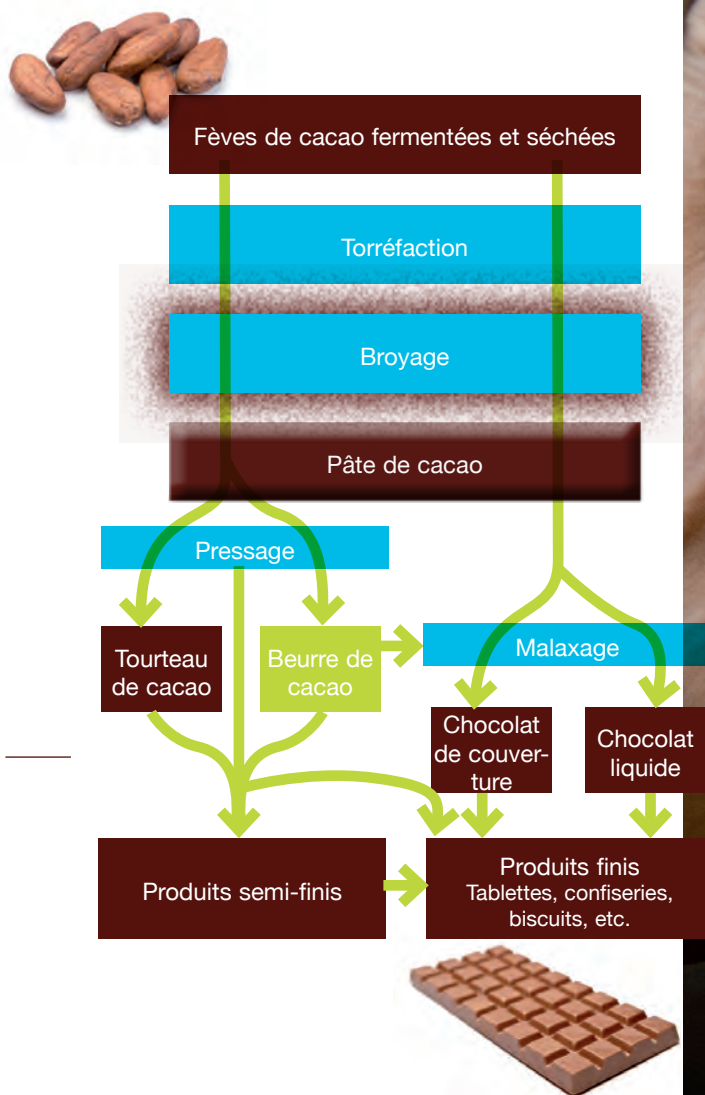 Fèves de cacao fermentées et séchées
Torréfaction
Broyage
Pâte de cacao
Pressage
Tourteau
de cacao
Beurre de
cacao
Malaxage
Chocolat
de couver-
ture
Chocolat
liquide
Produits semi-finis
Produits finis
Tablettes, confiseries,
biscuits, etc.